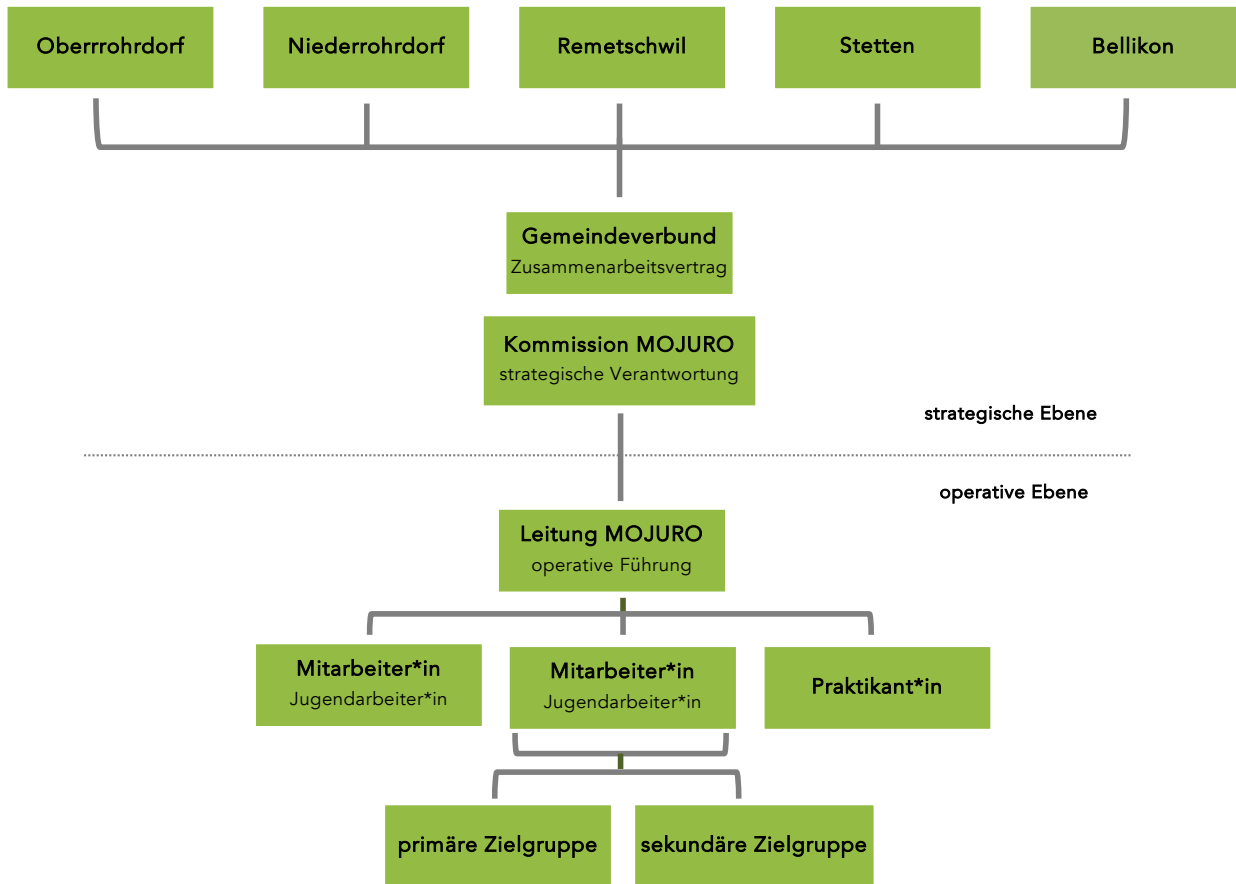 Oberrrohrdorf
Niederrohrdorf
Remetschwil
Stetten
Bellikon
Gemeindeverbund
Zusammenarbeitsvertrag
Kommission MOJURO
strategische Verantwortung
strategische Ebene
operative Ebene
Leitung MOJURO
operative Führung
Mitarbeiter*in
Jugendarbeiter*in
Mitarbeiter*in
Jugendarbeiter*in
Praktikant*in
primäre Zielgruppe
sekundäre Zielgruppe